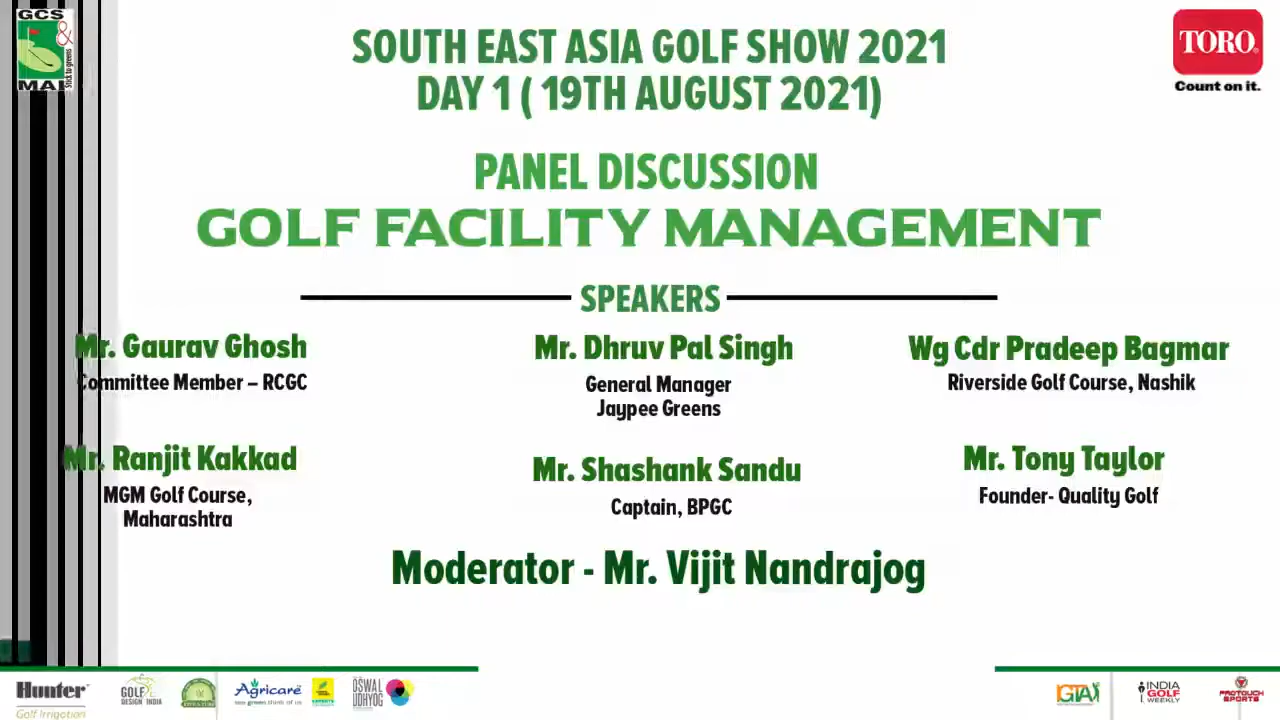 GCS
&
MAI
Stick to greens
TORO
Count on it.
SOUTH EAST ASIA GOLF SHOW 2021
DAY 1 ( 19TH AUGUST 2021)
PANEL DISCUSSION
GOLF FACILITY MANAGEMENT
SPEAKERS
Mr. Gaurav Ghosh
Committee Member – RCGC
Mr. Dhruv Pal Singh
General Manager
Jaypee Greens
Wg Cdr Pradeep Bagmar
Riverside Golf Course, Nashik
Mr. Ranjit Kakkad
MGM Golf Course,
Maharashtra
Mr. Shashank Sandu
Captain, BPGC
Mr. Tony Taylor
Founder- Quality Golf
Moderator - Mr. Vijit Nandrajog
Hunter
Golf Irrigation
GOLF
DESIGN INDIA
Agricare
OSWAL
UDHYOG
GTA
INDIA
GOLF
WEEKLY
PROTOUCH
SPORTS